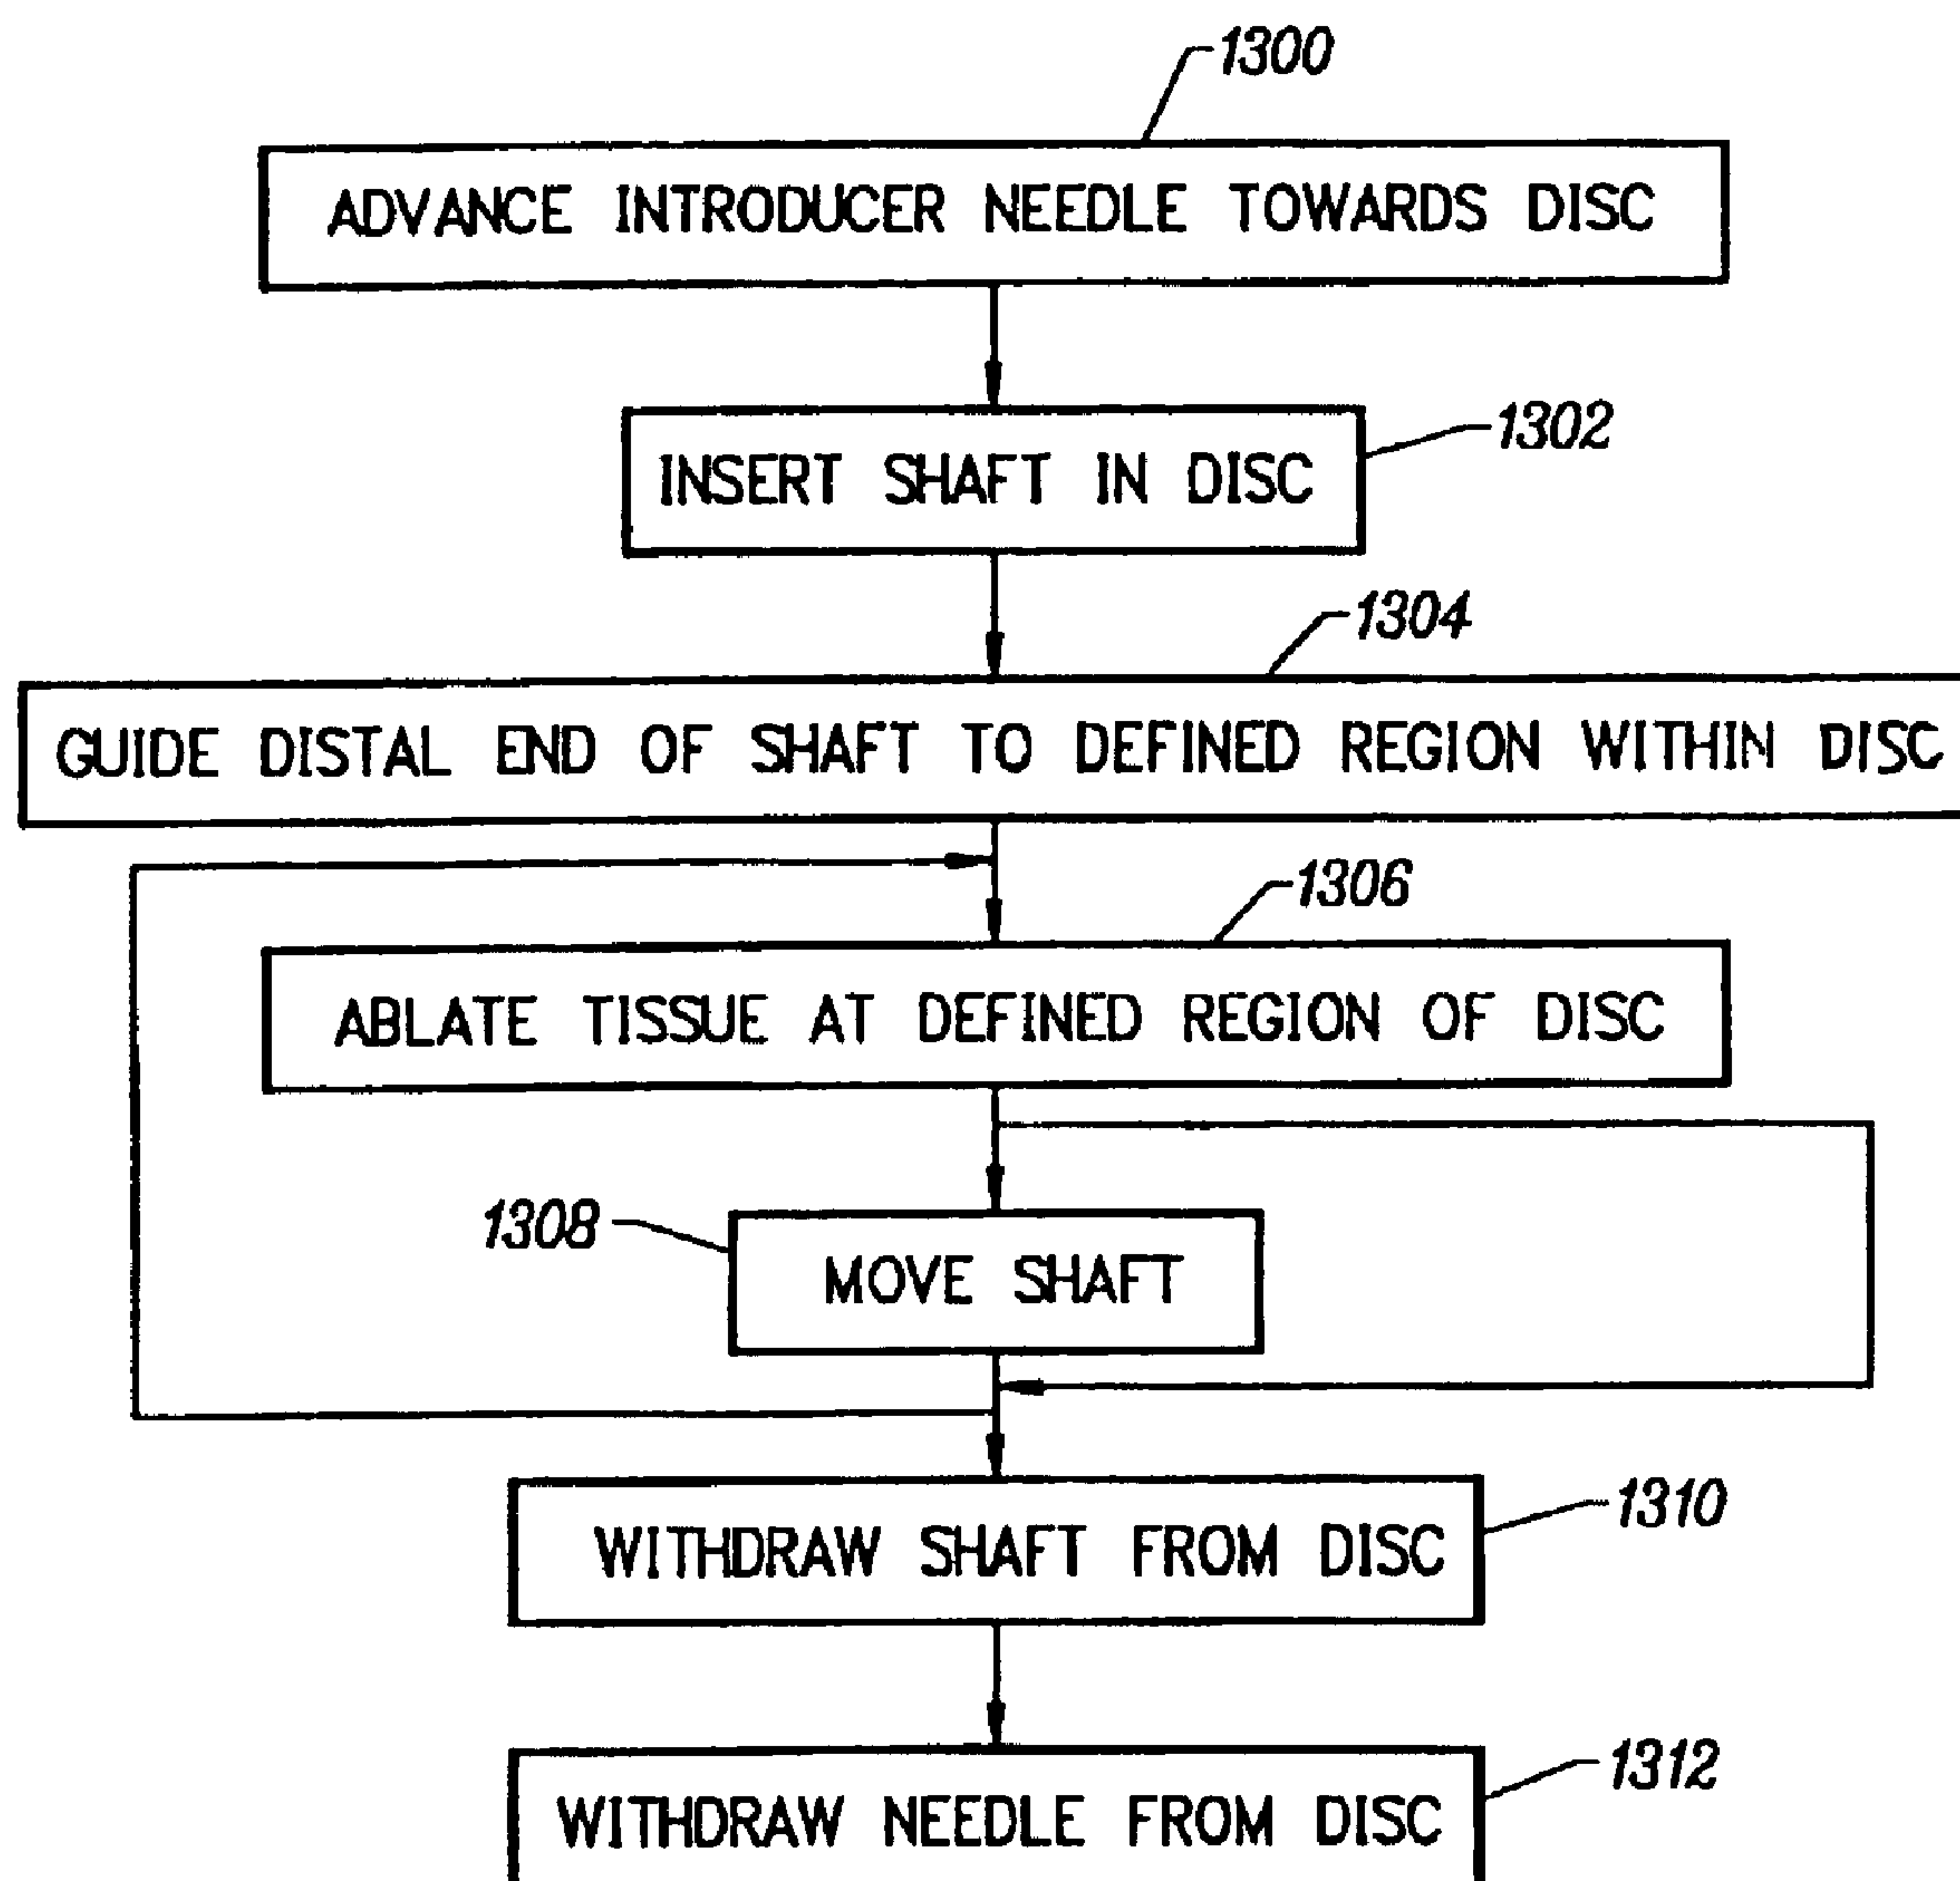 1300
ADVANCE INTRODUCER NEEDLE TOWARDS DISC
1302
INSERT SHAFT IN DISC
1304
GUIDE DISTAL END OF SHAFT TO DEFINED REGION WITHIN DISC
1306
ABLATE TISSUE AT DEFINED REGION OF DISC
1308
MOVE SHAFT
1310
WITHDRAW SHAFT FROM DISC
1312
WITHDRAW NEEDLE FROM DISC